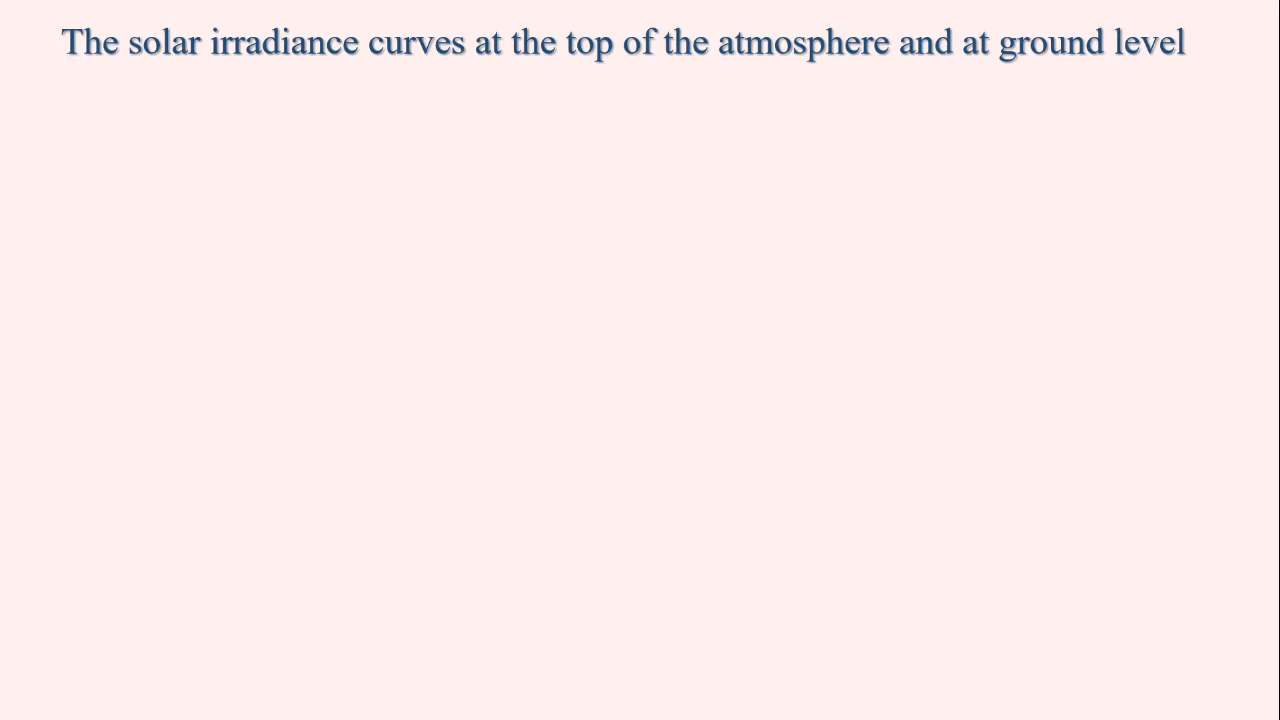 The solar irradiance curves at the top of the atmosphere and at ground level